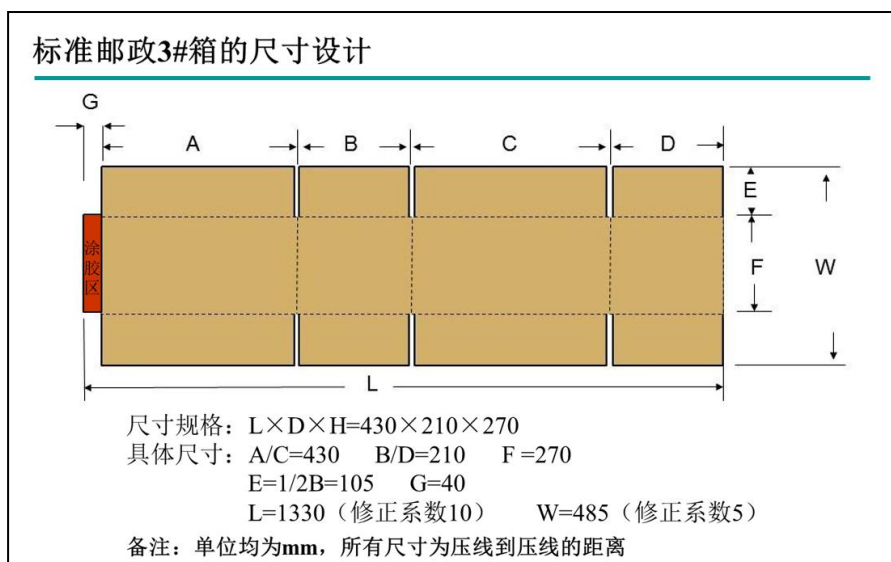 标准邮政3#箱的尺寸设计
G
A B C D
E
涂胶区
F
W
L
尺寸规格：L×D×H=430×210×270
具体尺寸：A/C=430 B/D=210 F =270
E=1/2B=105 G=40
L=1330（修正系数10） W=485（修正系数5）
备注：单位均为mm，所有尺寸为压线到压线的距离